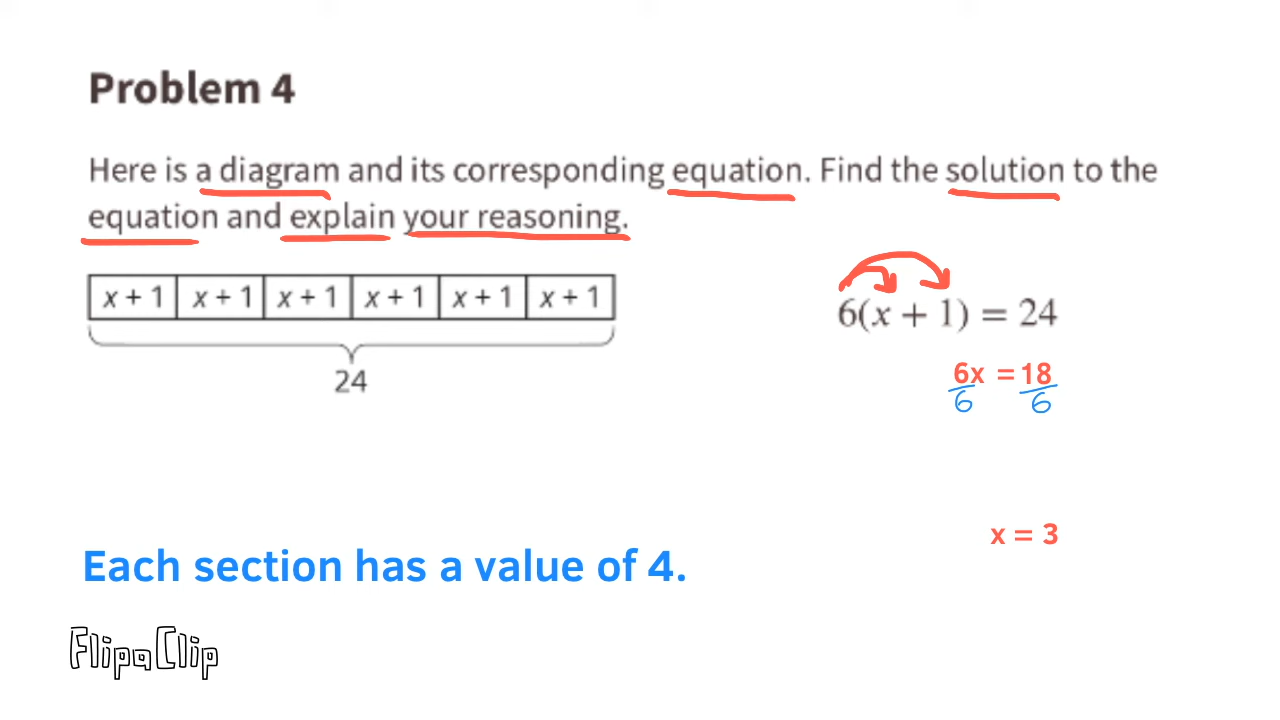 Problem 4
Here is a diagram and its corresponding equation. Find the solution to the
equation and explain your reasoning.
x + 1 x + 1 x + 1 x + 1 x + 1 x + 1
24
6(x + 1) = 24
6x = 18
6 6
x = 3
Each section has a value of 4.
FlipaClip